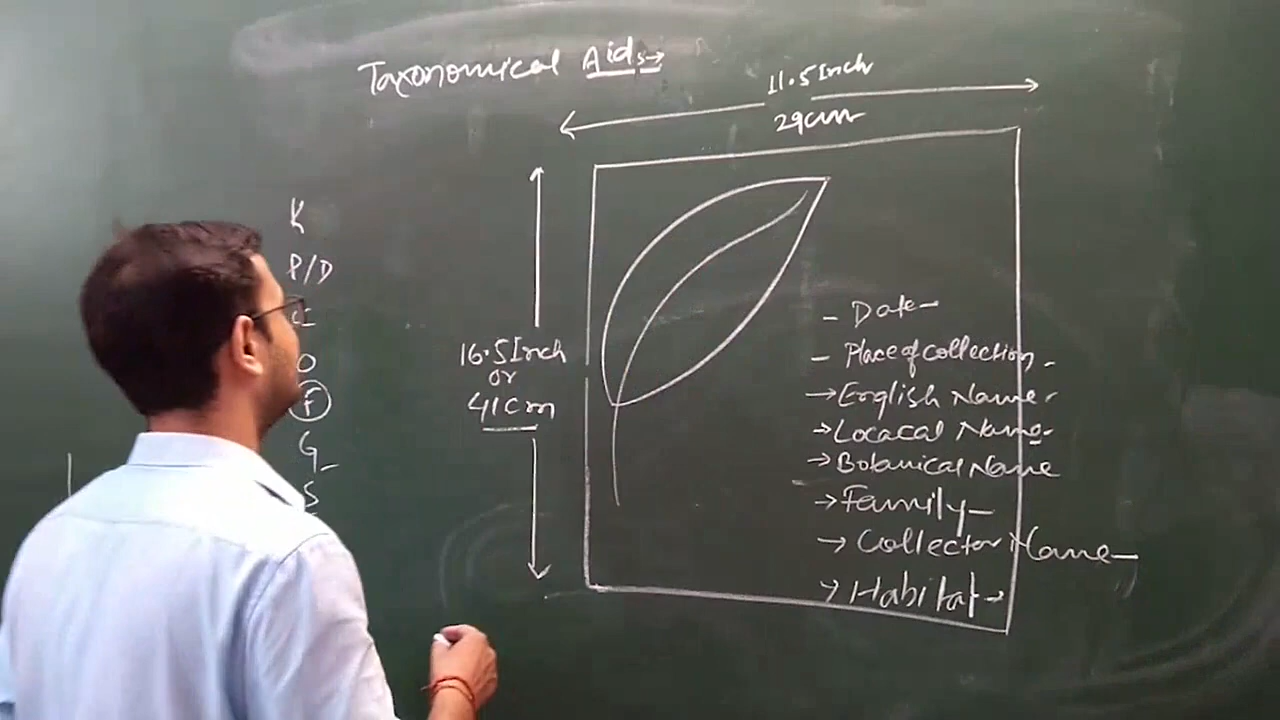 Taxonomical Aids→
11.5 Inch
29cm
K
P/D
C
O
F
G
S
16.5 Inch
or
41cm
- Date -
- Place of collection -
→ English Name -
→ Locacal Name -
→ Botanical Name
→ Family -
→ Collector Name -
→ Habitat →